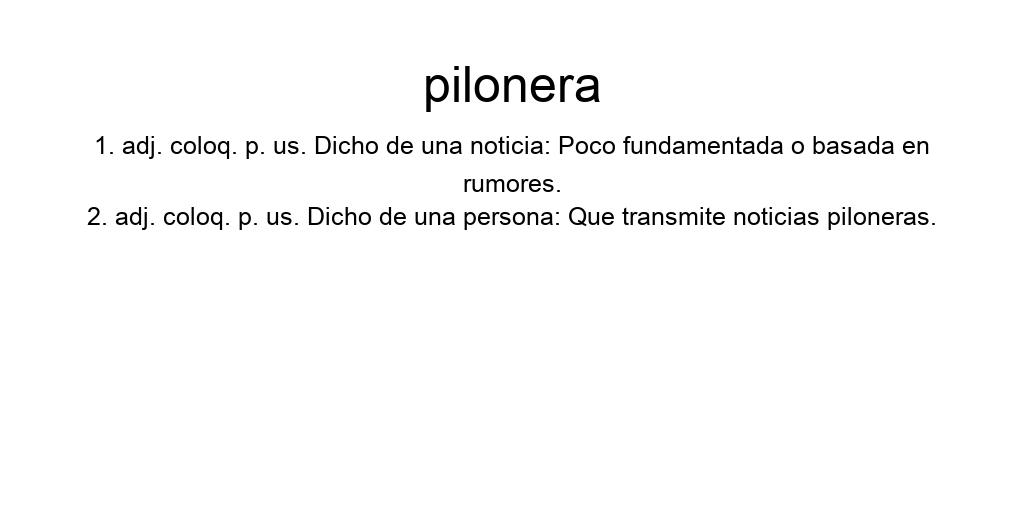 pilonera
1. adj. coloq. p. us. Dicho de una noticia: Poco fundamentada o basada en
rumores.
2. adj. coloq. p. us. Dicho de una persona: Que transmite noticias piloneras.